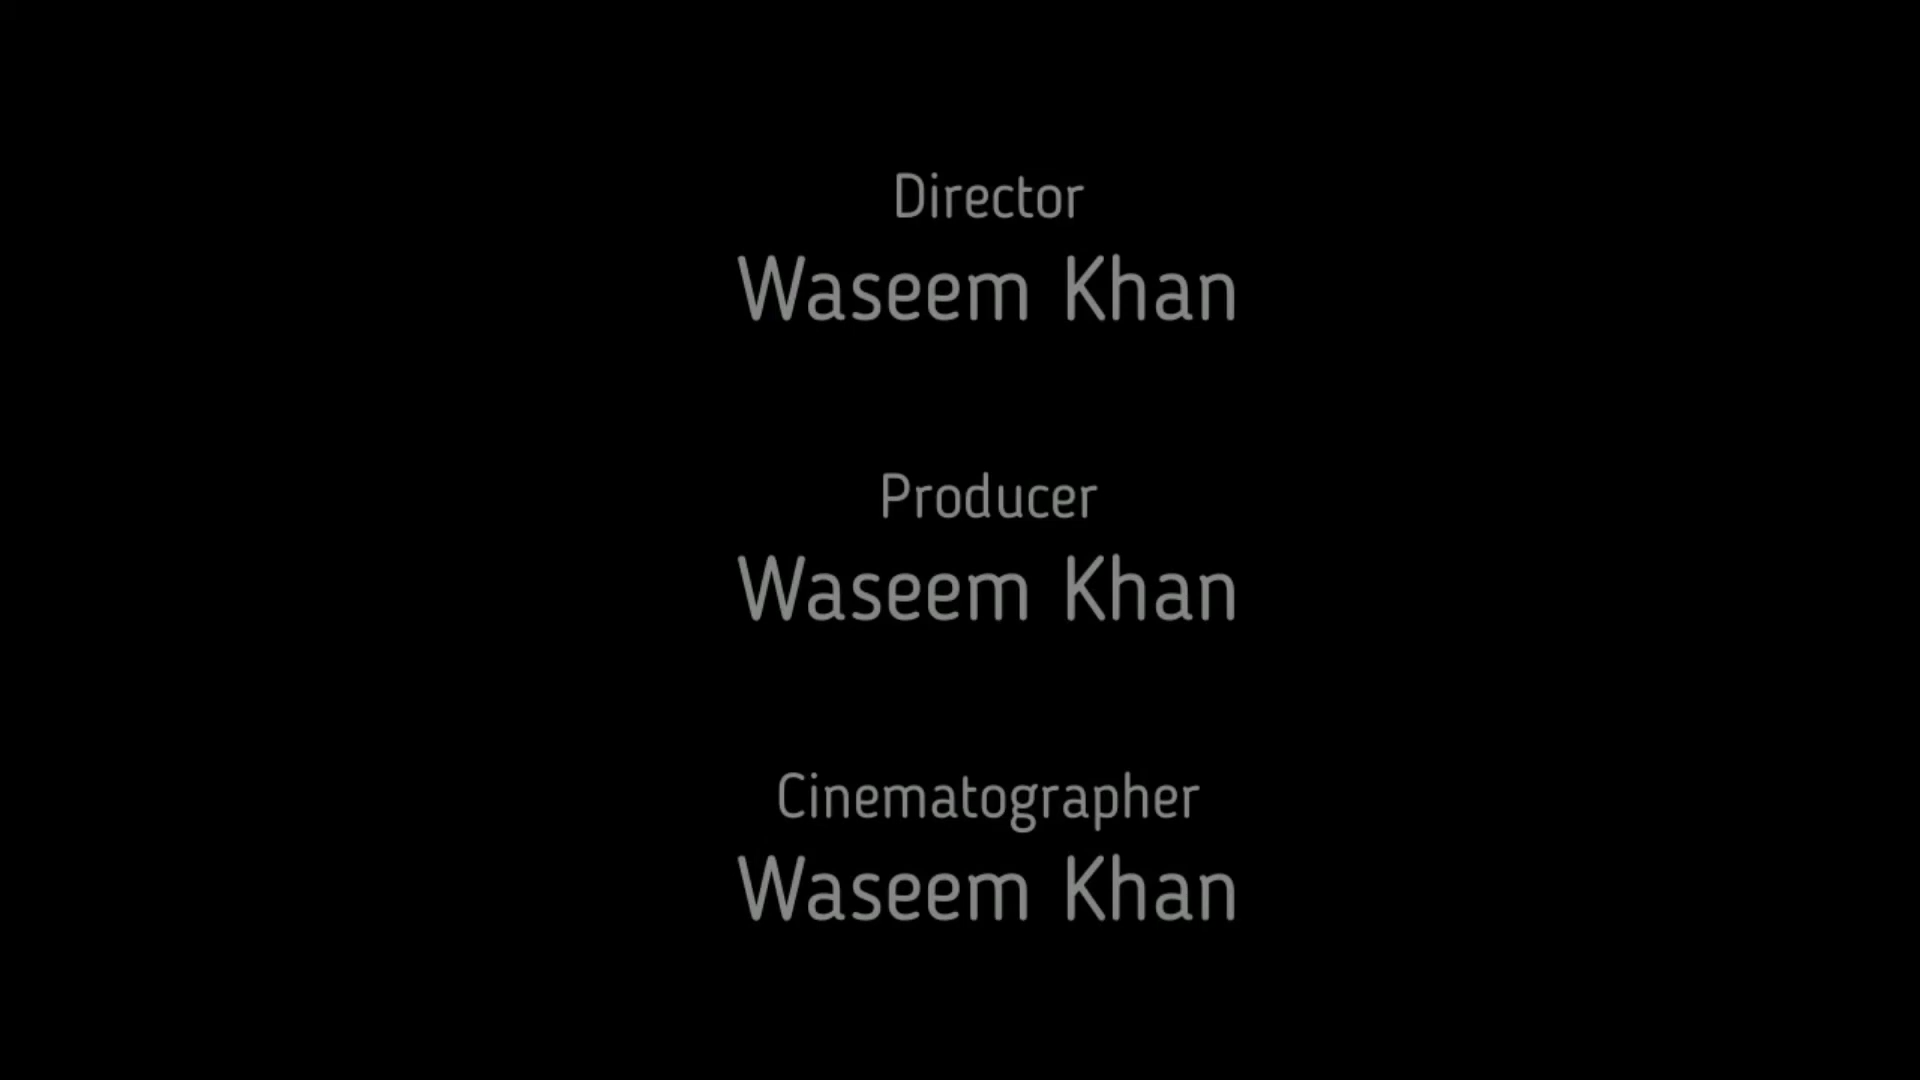 Director
Waseem Khan
Producer
Waseem Khan
Cinematographer
Waseem Khan